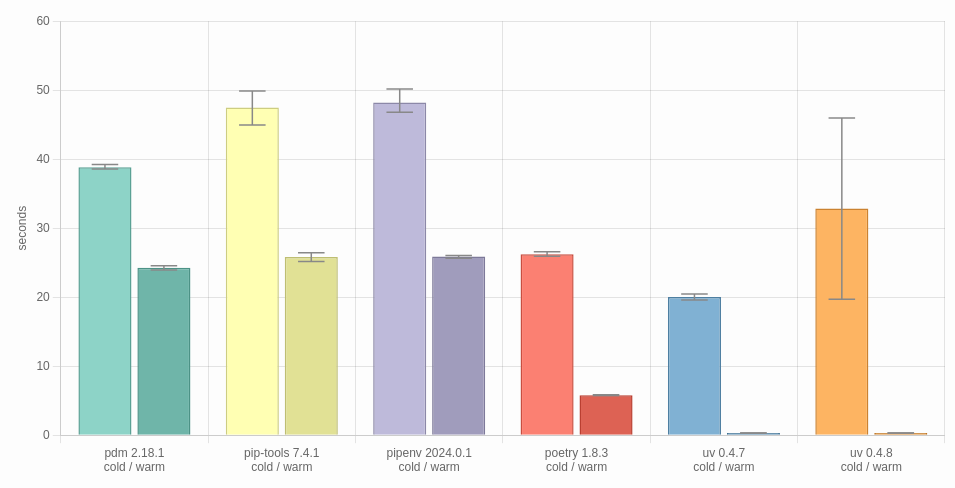 60
50
40
30
20
10
0
seconds
pdm 2.18.1
cold / warm
pip-tools 7.4.1
cold / warm
pipenv 2024.0.1
cold / warm
poetry 1.8.3
cold / warm
uv 0.4.7
cold / warm
uv 0.4.8
cold / warm